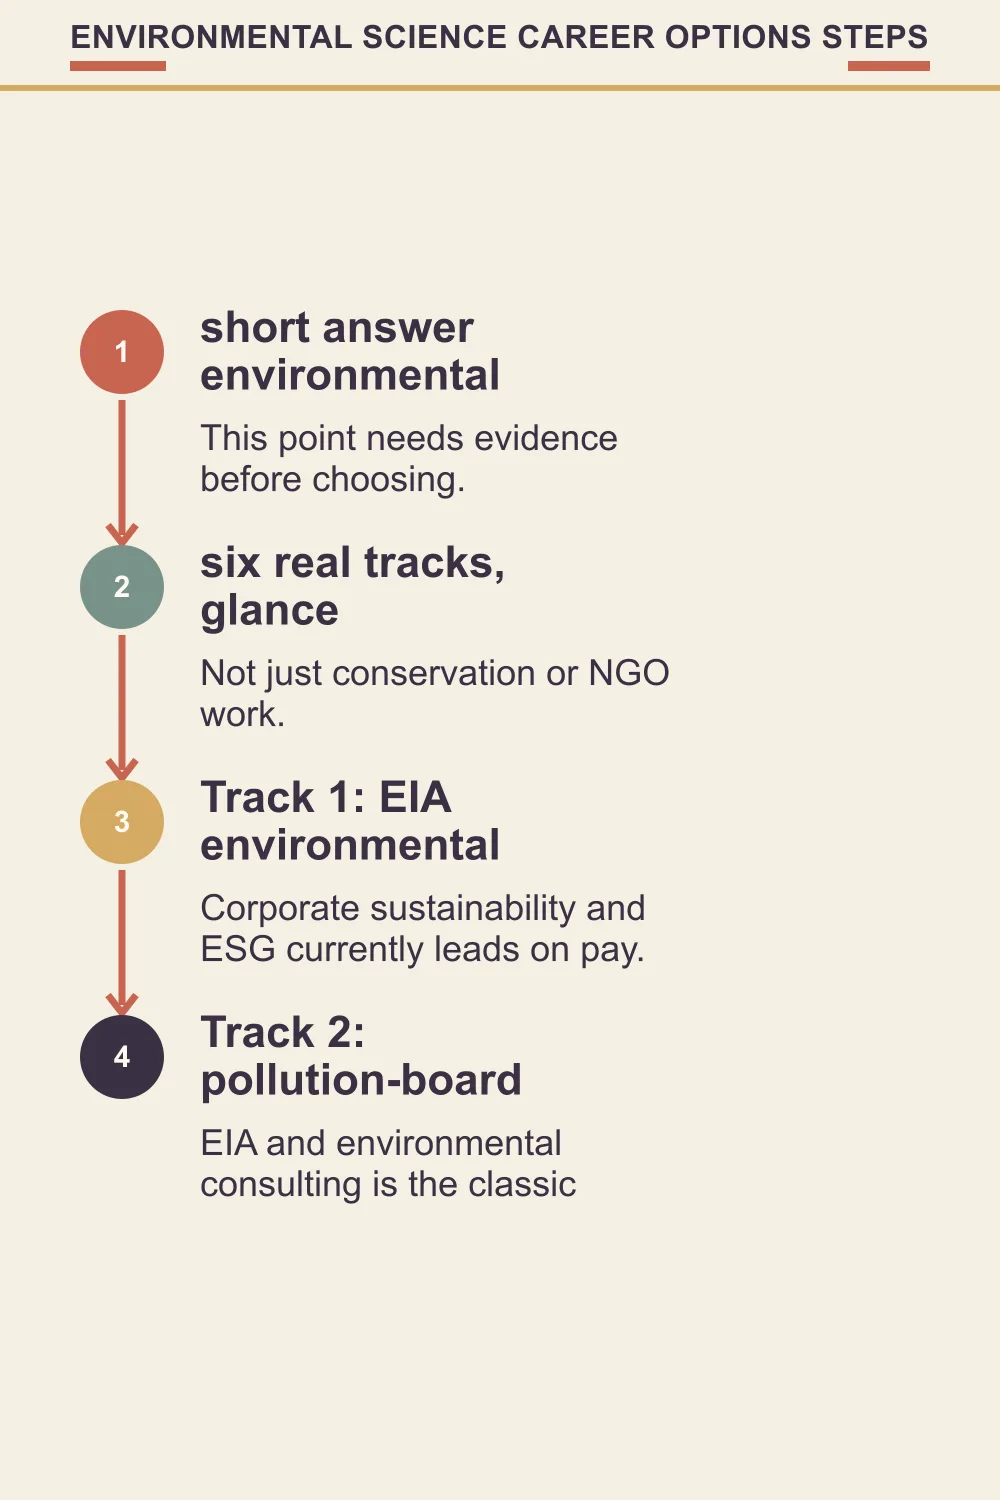 ENVIRONMENTAL SCIENCE CAREER OPTIONS STEPS
1
short answer
environmental
This point needs evidence
before choosing.
2
six real tracks,
glance
Not just conservation or NGO
work.
3
Track 1: EIA
environmental
Corporate sustainability and
ESG currently leads on pay.
4
Track 2:
pollution-board
EIA and environmental
consulting is the classic